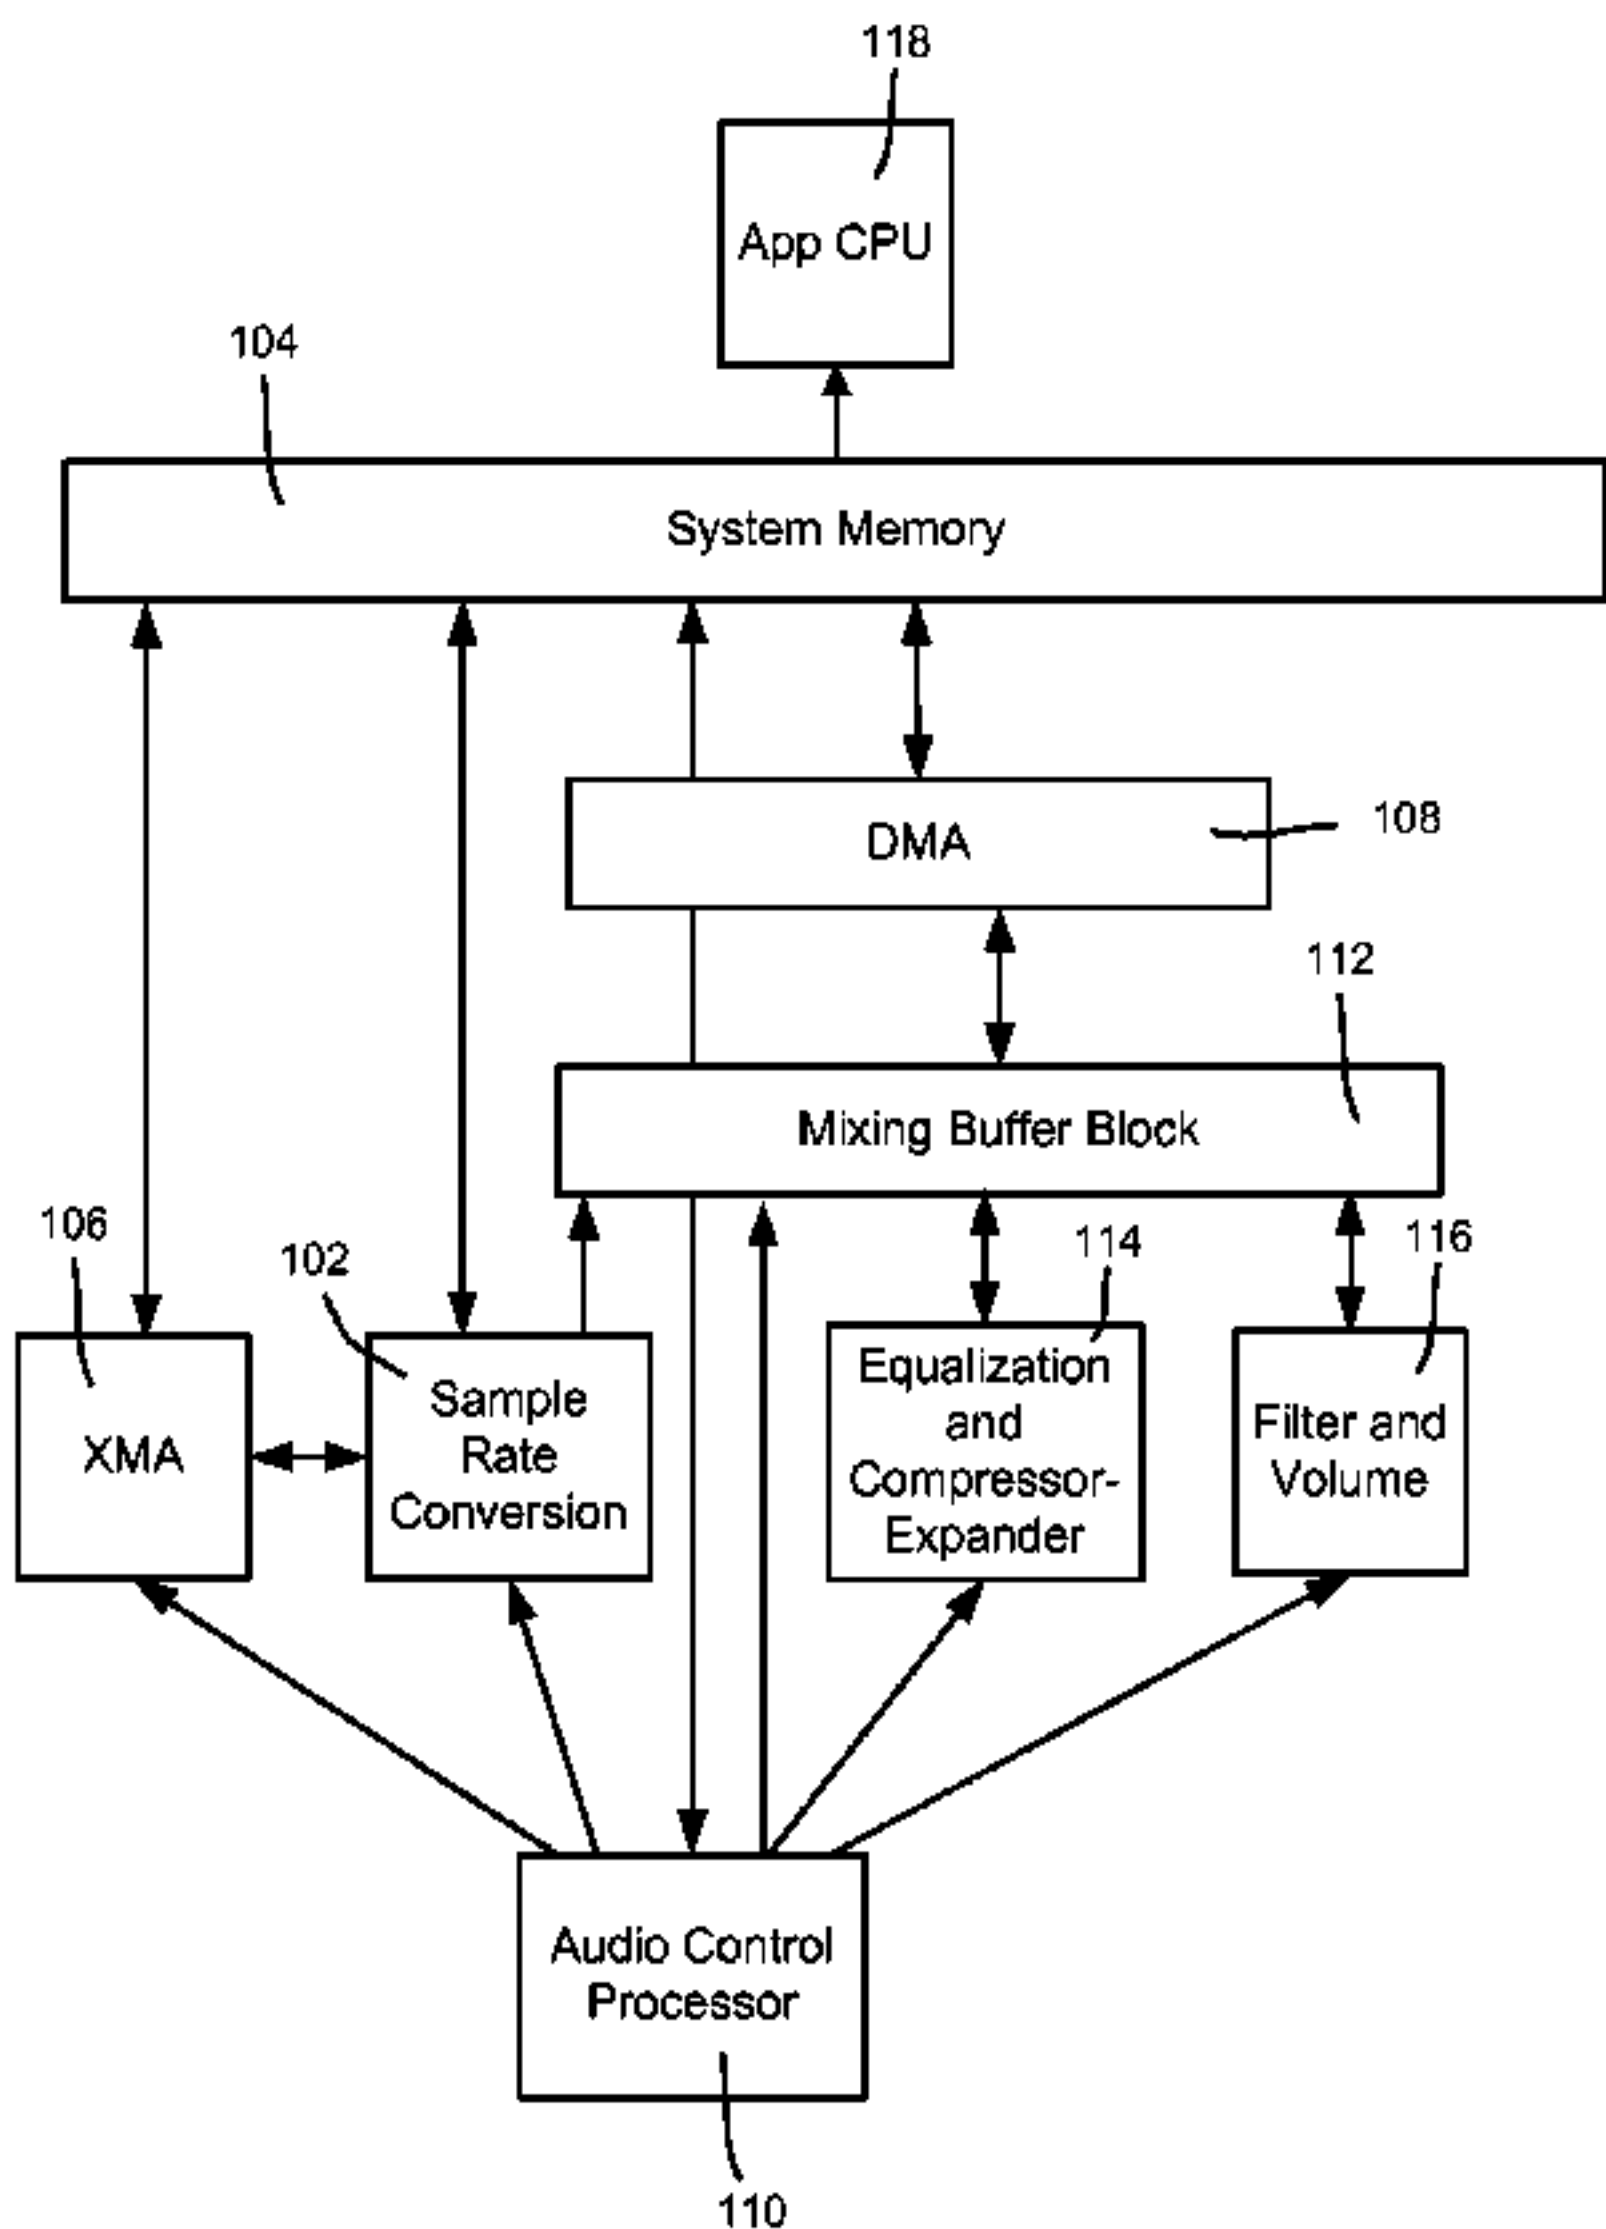 118
App CPU
104
System Memory
DMA
108
112
Mixing Buffer Block
106
102
114
116
XMA
Sample
Rate
Conversion
Equalization
and
Compressor-
Expander
Filter and
Volume
Audio Control
Processor
110